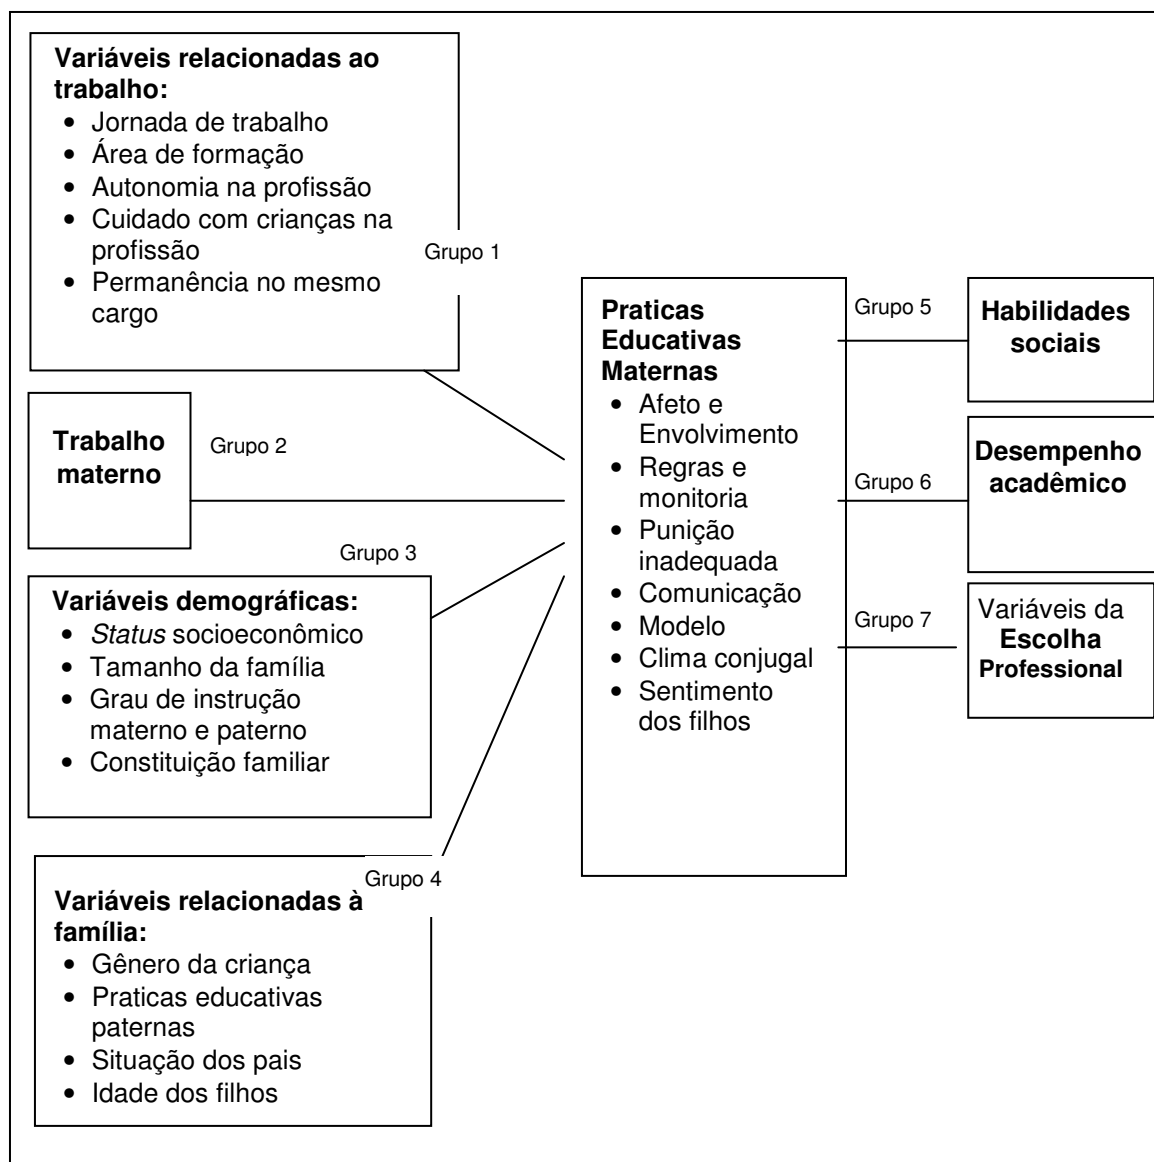 Variáveis relacionadas ao
trabalho:
• Jornada de trabalho
• Área de formação
• Autonomia na profissão
• Cuidado com crianças na
profissão
• Permanência no mesmo
cargo
Grupo 1
Trabalho
materno
Grupo 2
Grupo 3
Variáveis demográficas:
• Status socioeconômico
• Tamanho da família
• Grau de instrução
materno e paterno
• Constituição familiar
Grupo 4
Variáveis relacionadas à
família:
• Gênero da criança
• Praticas educativas
paternas
• Situação dos pais
• Idade dos filhos
Praticas
Educativas
Maternas
• Afeto e
Envolvimento
• Regras e
monitoria
• Punição
inadequada
• Comunicação
• Modelo
• Clima conjugal
• Sentimento
dos filhos
Grupo 5
Habilidades
sociais
Grupo 6
Desempenho
acadêmico
Grupo 7
Variáveis da
Escolha
Professional